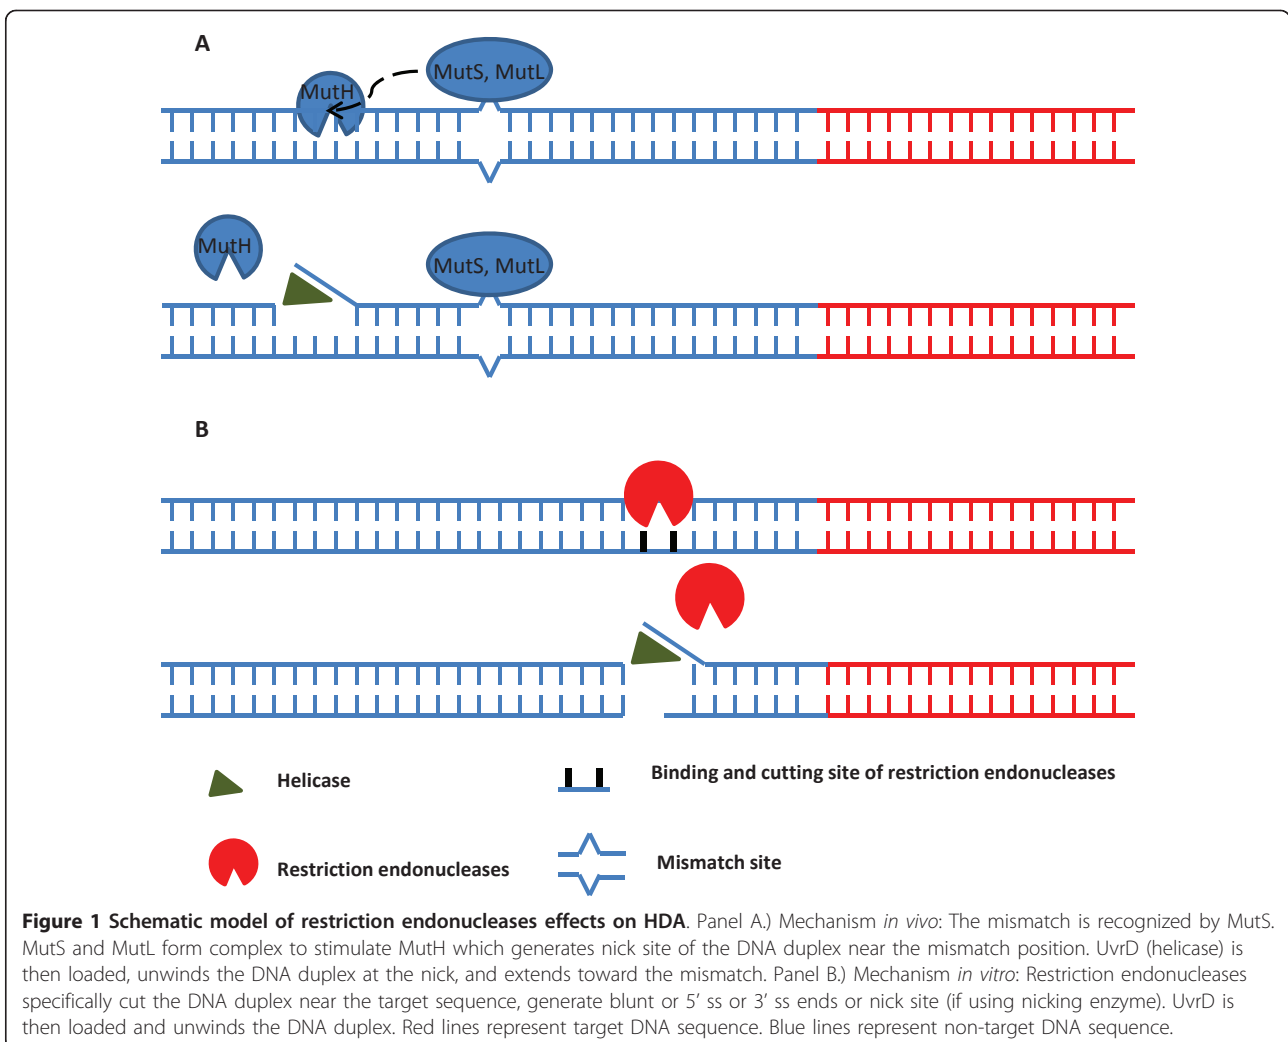 A
MutH
MutS, MutL
MutH
MutS, MutL
B
Helicase
Binding and cutting site of restriction endonucleases
Restriction endonucleases
Mismatch site
Figure 1 Schematic model of restriction endonucleases effects on HDA. Panel A.) Mechanism in vivo: The mismatch is recognized by MutS.
MutS and MutL form complex to stimulate MutH which generates nick site of the DNA duplex near the mismatch position. UvrD (helicase) is
then loaded, unwinds the DNA duplex at the nick, and extends toward the mismatch. Panel B.) Mechanism in vitro: Restriction endonucleases
specifically cut the DNA duplex near the target sequence, generate blunt or 5’ ss or 3’ ss ends or nick site (if using nicking enzyme). UvrD is
then loaded and unwinds the DNA duplex. Red lines represent target DNA sequence. Blue lines represent non-target DNA sequence.